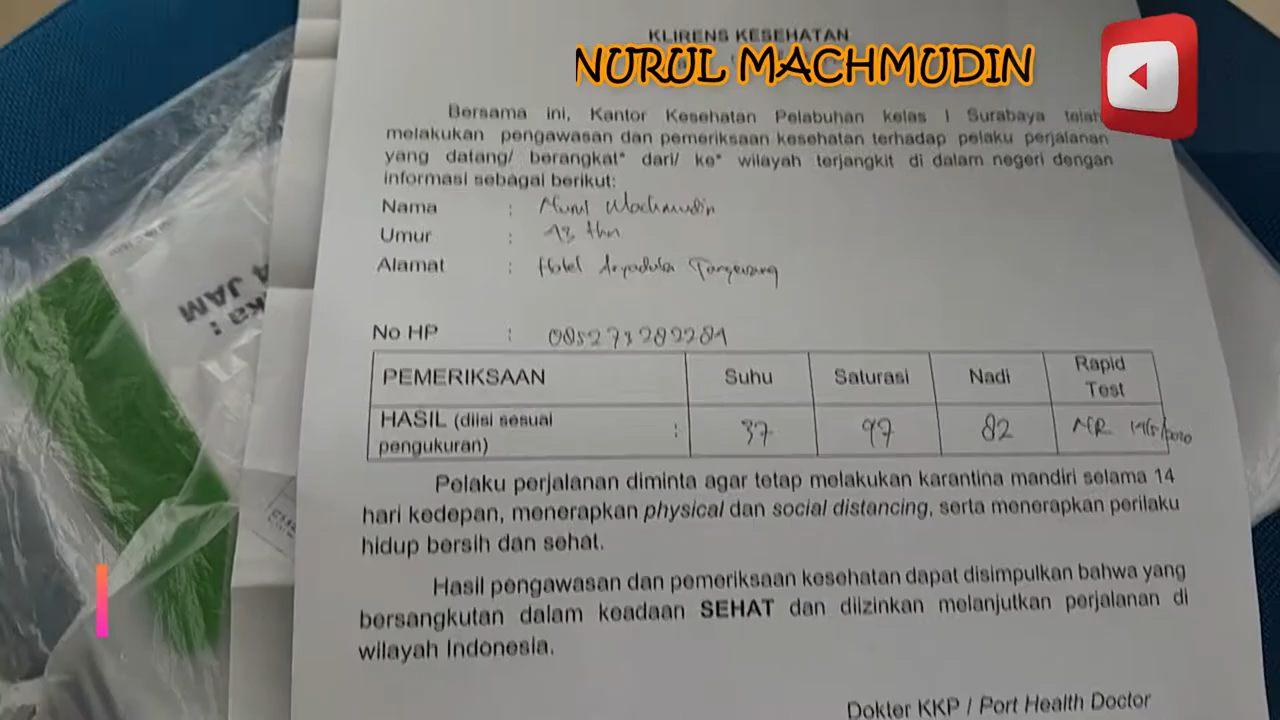 KLIRENS KESEHATAN
NURUL MACHMUDIN
Bersama ini, Kantor Kesehatan Pelabuhan kelas I Surabaya telah
melakukan pengawasan dan pemeriksaan kesehatan terhadap pelaku perjalanan
yang datang/ berangkat* dari/ ke* wilayah terjangkit di dalam negeri dengan
informasi sebagai berikut:
Nama : Nurul Machmudin
Umur : 43 thn
Alamat : Hotel Aryaduta Tangerang
No HP : 085273282284
PEMERIKSAAN Suhu Saturasi Nadi Rapid Test
HASIL (diisi sesuai pengukuran) : 37 97 82 NR
Pelaku perjalanan diminta agar tetap melakukan karantina mandiri selama 14
hari kedepan, menerapkan physical dan social distancing, serta menerapkan perilaku
hidup bersih dan sehat.
Hasil pengawasan dan pemeriksaan kesehatan dapat disimpulkan bahwa yang
bersangkutan dalam keadaan SEHAT dan diizinkan melanjutkan perjalanan di
wilayah Indonesia.
Dokter KKP / Port Health Doctor
JAM